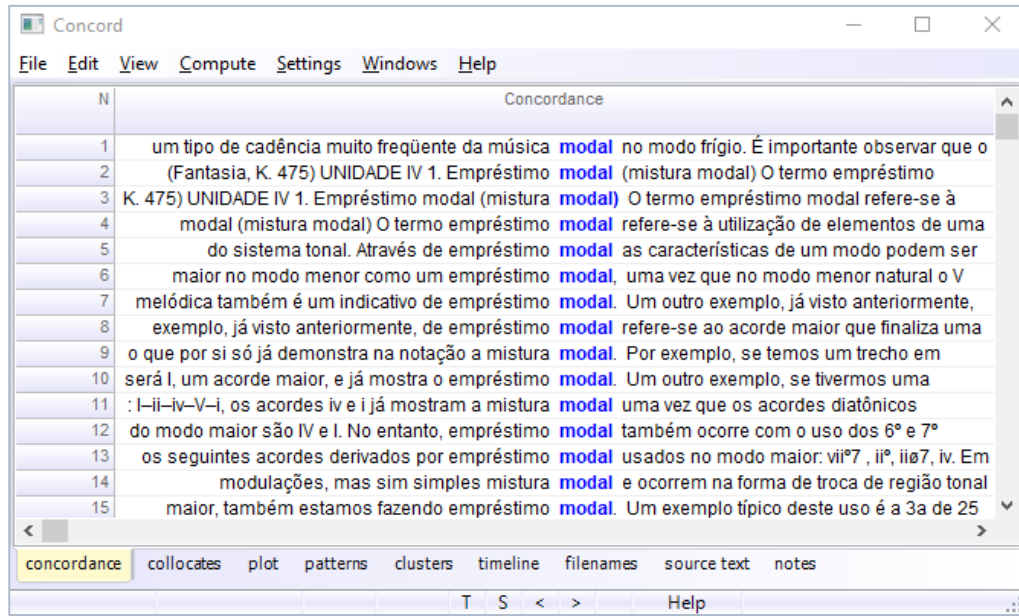 Concord
File Edit View Compute Settings Windows Help
N Concordance
1 um tipo de cadência muito freqüente da música modal no modo frígio. É importante observar que o
2 (Fantasia, K. 475) UNIDADE IV 1. Empréstimo modal (mistura modal) O termo empréstimo
3 K. 475) UNIDADE IV 1. Empréstimo modal (mistura modal) O termo empréstimo modal refere-se à
4 modal (mistura modal) O termo empréstimo modal refere-se à utilização de elementos de uma
5 do sistema tonal. Através de empréstimo modal as características de um modo podem ser
6 maior no modo menor como um empréstimo modal, uma vez que no modo menor natural o V
7 melódica também é um indicativo de empréstimo modal. Um outro exemplo, já visto anteriormente,
8 exemplo, já visto anteriormente, de empréstimo modal refere-se ao acorde maior que finaliza uma
9 o que por si só já demonstra na notação a mistura modal. Por exemplo, se temos um trecho em
10 será I, um acorde maior, e já mostra o empréstimo modal. Um outro exemplo, se tivermos uma
11 : I–ii–iv–V–i, os acordes iv e i já mostram a mistura modal uma vez que os acordes diatônicos
12 do modo maior são IV e I. No entanto, empréstimo modal também ocorre com o uso dos 6º e 7º
13 os seguintes acordes derivados por empréstimo modal usados no modo maior: viiº7 , iiº, iiø7, iv. Em
14 modulações, mas sim simples mistura modal e ocorrem na forma de troca de região tonal
15 maior, também estamos fazendo empréstimo modal. Um exemplo típico deste uso é a 3a de 25
concordance collocates plot patterns clusters timeline filenames source text notes
T S < > Help